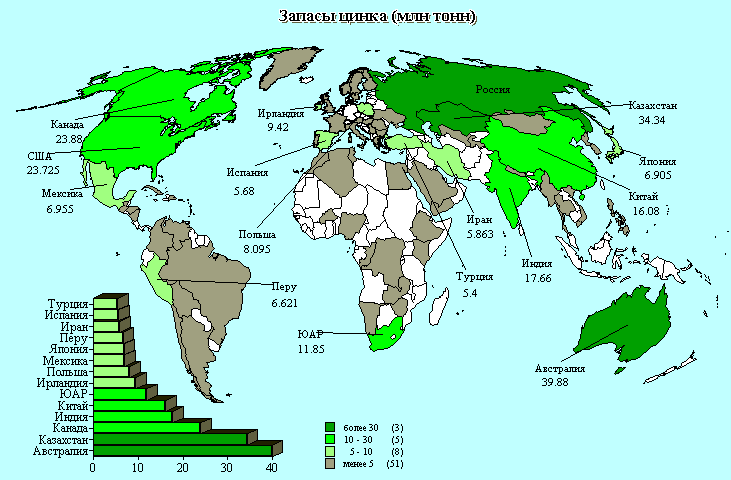 Запасы цинка (млн тонн)
Россия
Казахстан
34.34
Ирландия
9.42
Канада
23.88
США
23.725
Япония
6.905
Испания
5.68
Мексика
6.955
Китай
16.08
Иран
5.863
Польша
8.095
Индия
17.66
Турция
5.4
Перу
6.621
ЮАР
11.85
Австралия
39.88
Турция
Испания
Иран
Перу
Япония
Мексика
Польша
Ирландия
ЮАР
Китай
Индия
Канада
Казахстан
Австралия
0 10 20 30 40
более 30 (3)
10 - 30 (5)
5 - 10 (8)
менее 5 (51)